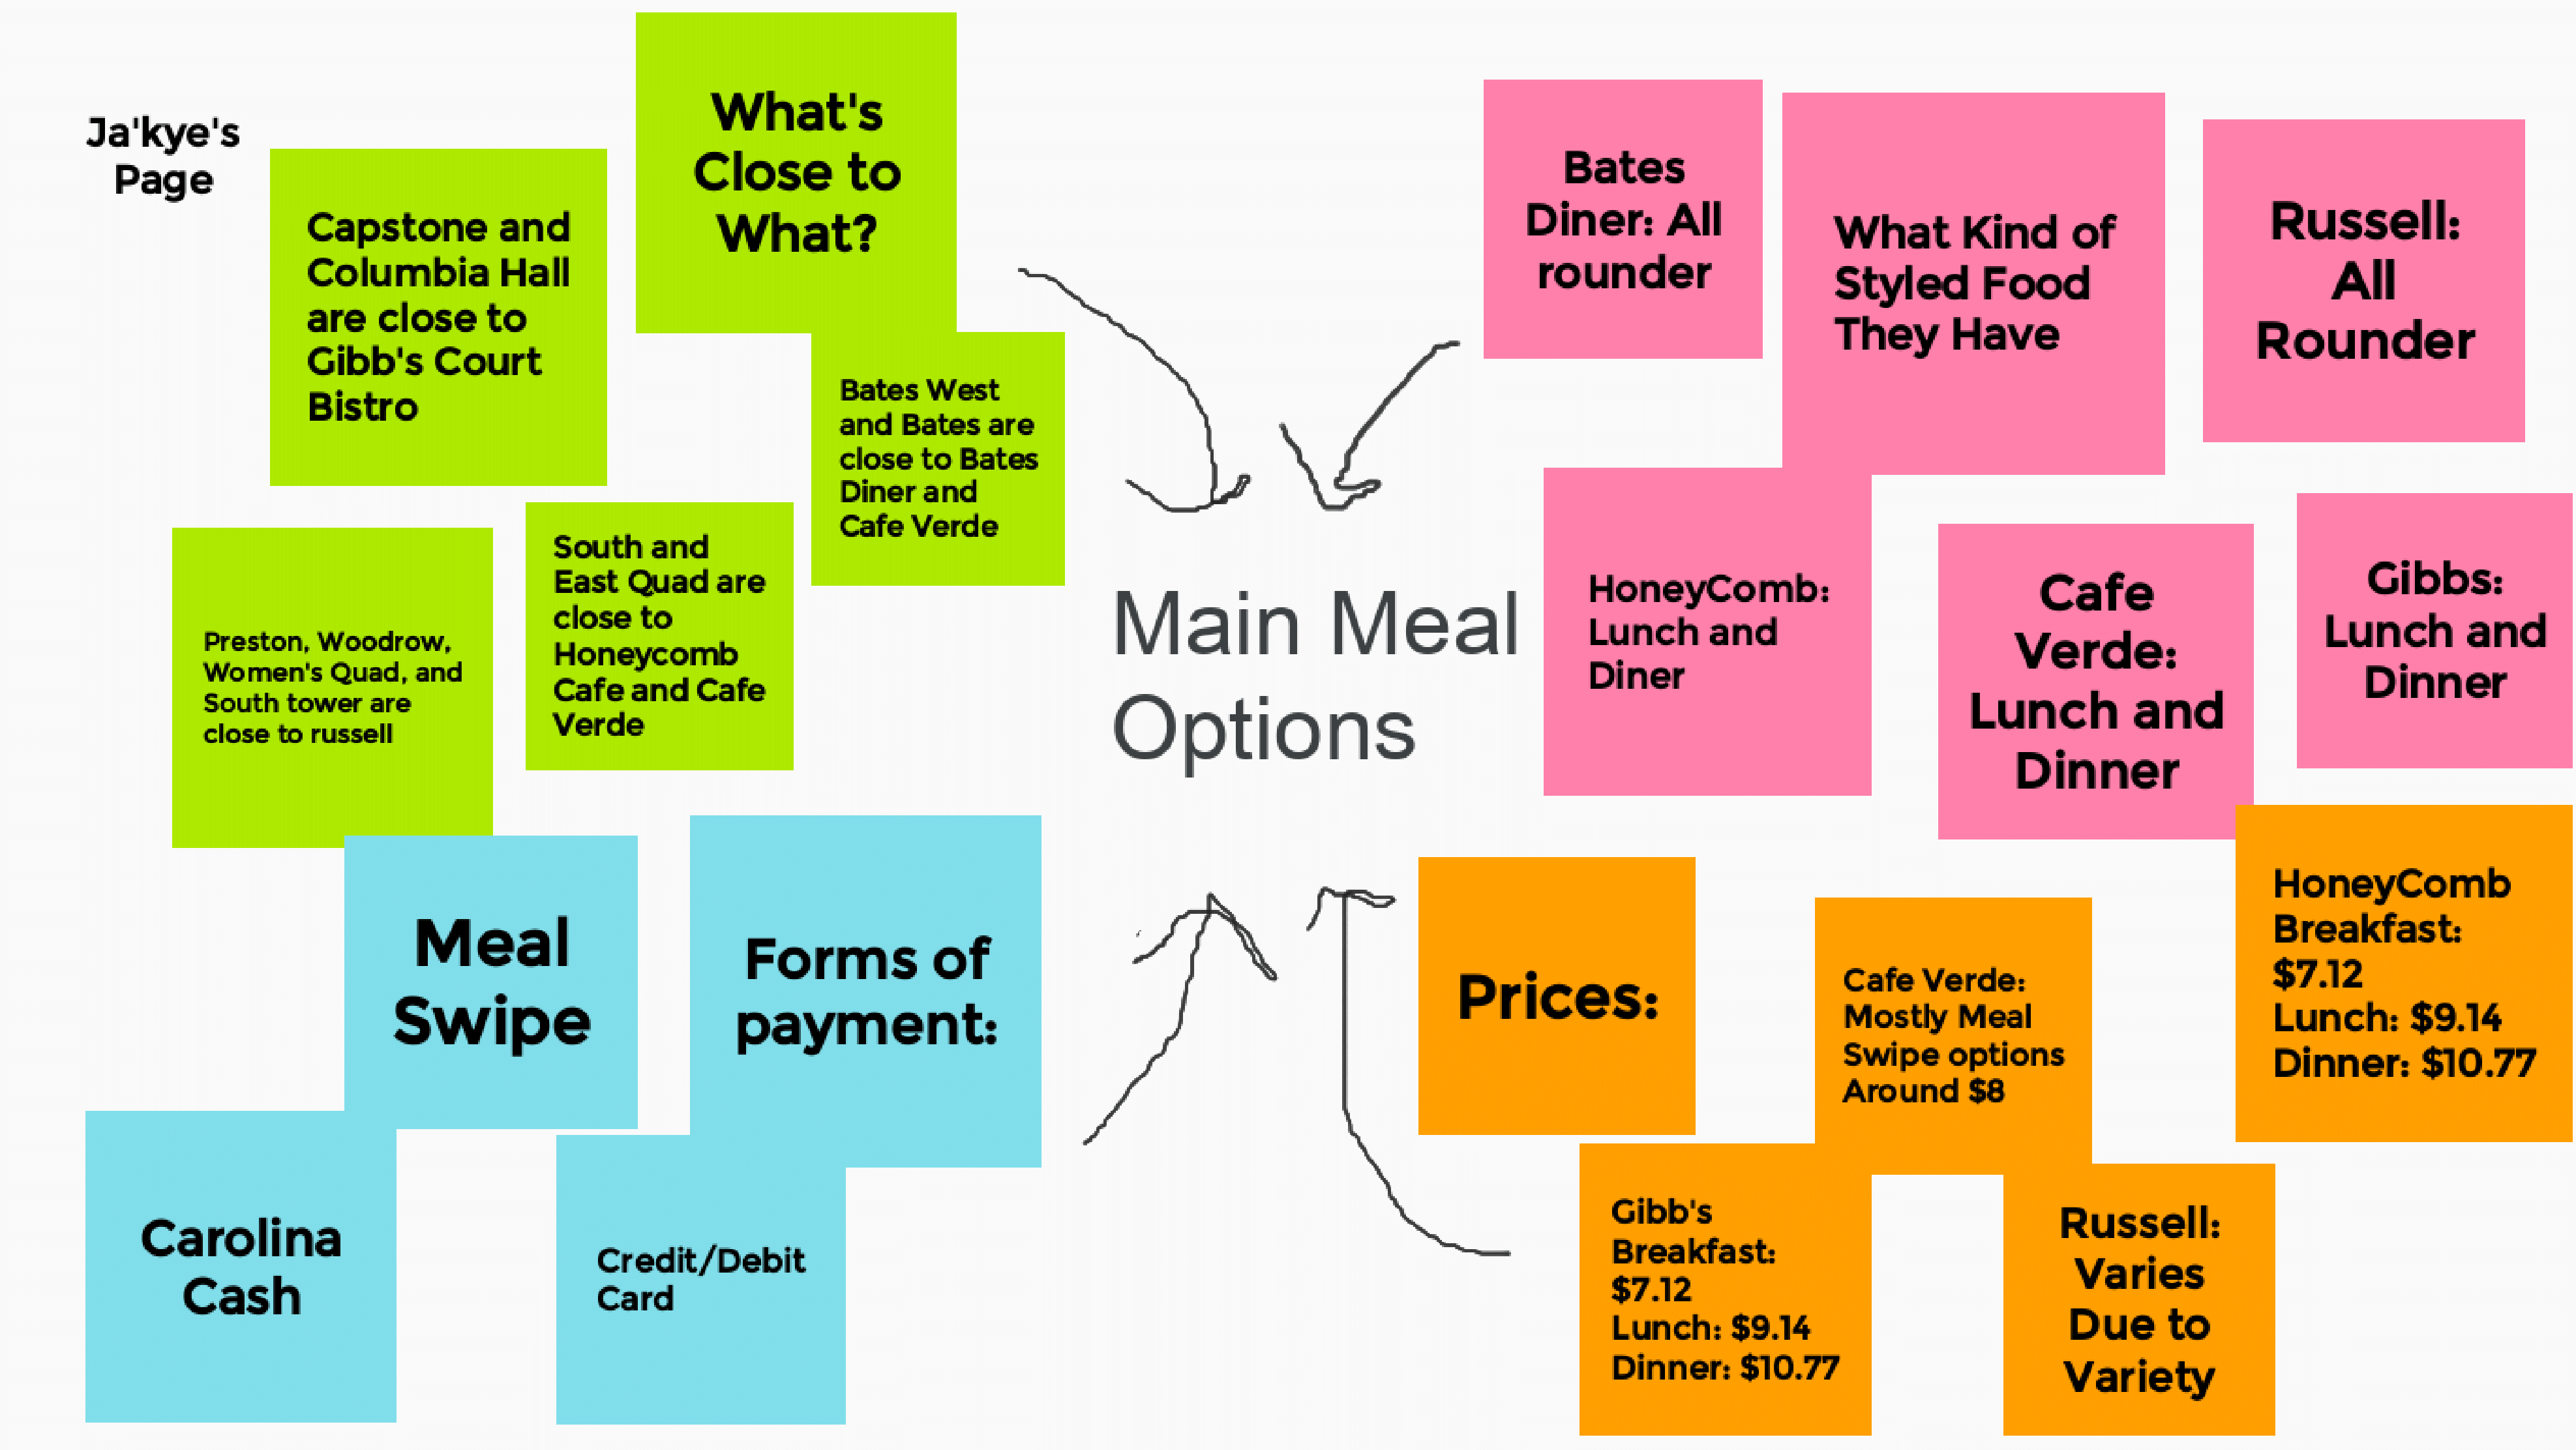 Ja'kye's
Page
What's
Close to
What?
Capstone and
Columbia Hall
are close to
Gibb's Court
Bistro
Bates West
and Bates are
close to Bates
Diner and
Cafe Verde
Preston, Woodrow,
Women's Quad, and
South tower are
close to russell
South and
East Quad are
close to
Honeycomb
Cafe and Cafe
Verde
Bates
Diner: All
rounder
What Kind of
Styled Food
They Have
Russell:
All
Rounder
HoneyComb:
Lunch and
Diner
Cafe
Verde:
Lunch and
Dinner
Gibbs:
Lunch and
Dinner
Main Meal
Options
Meal
Swipe
Forms of
payment:
Carolina
Cash
Credit/Debit
Card
Prices:
Cafe Verde:
Mostly Meal
Swipe options
Around $8
HoneyComb
Breakfast:
$7.12
Lunch: $9.14
Dinner: $10.77
Gibb's
Breakfast:
$7.12
Lunch: $9.14
Dinner: $10.77
Russell:
Varies
Due to
Variety